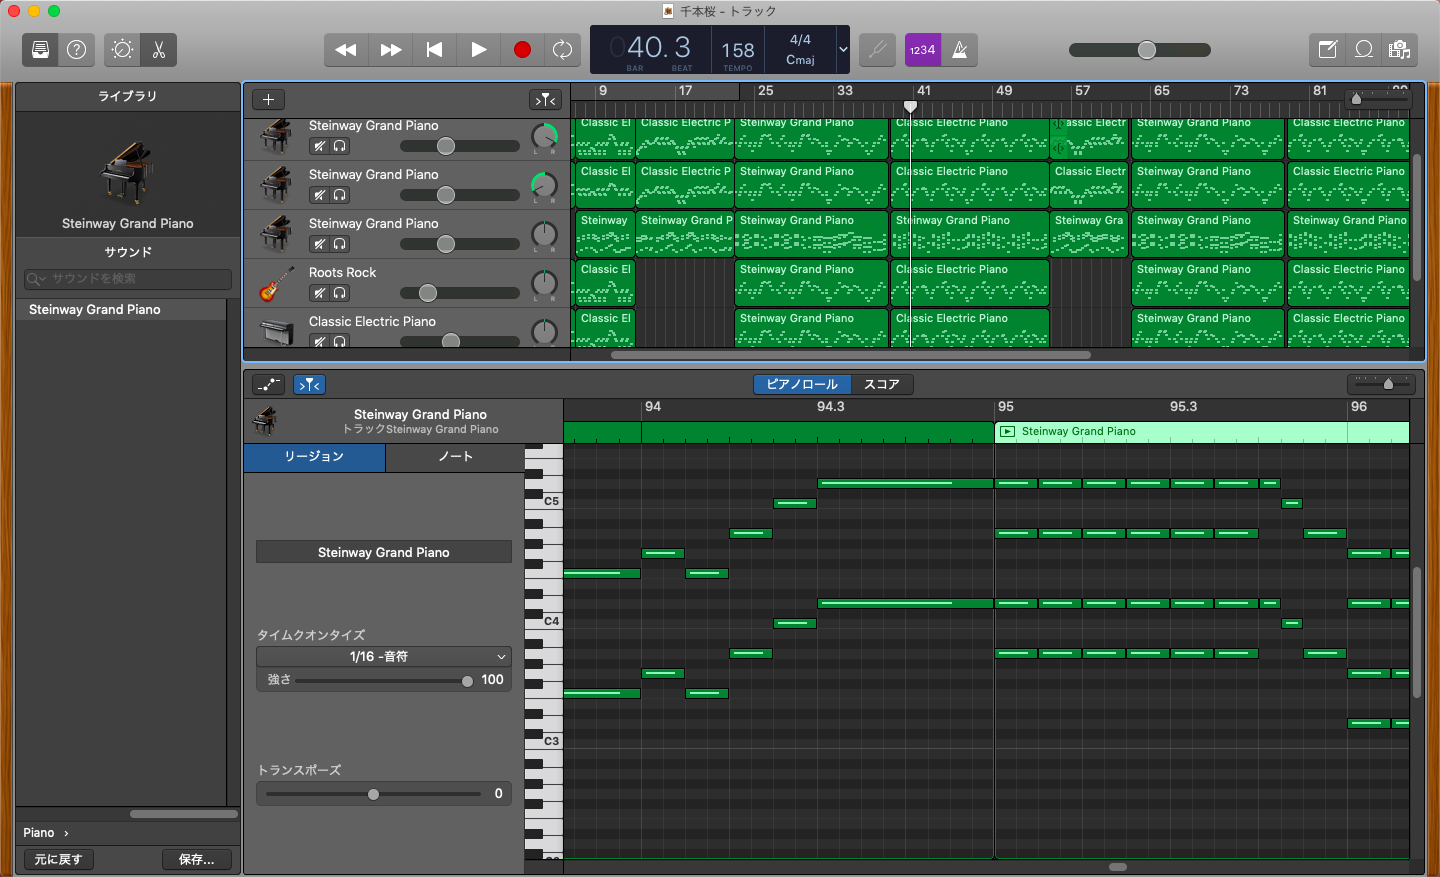 千本桜 - トラック
040.3
BAR BEAT
158
TEMPO
4/4
Cmaj
1234
ライブラリ
Steinway Grand Piano
サウンド
サウンドを検索
Steinway Grand Piano
Piano ›
元に戻す
保存...
9 17 25 33 41 49 57 65 73 81
Steinway Grand Piano
L R
Classic El
Classic Electric P
Steinway Grand Piano
Classic Electric Piano
assic Electr
Steinway Grand Piano
Classic Electric Piano
Steinway Grand Piano
L R
Classic El
Classic Electric P
Steinway Grand Piano
Classic Electric Piano
Classic Electr
Steinway Grand Piano
Classic Electric Piano
Steinway Grand Piano
L R
Steinway
Steinway Grand P
Steinway Grand Piano
Steinway Grand Piano
Steinway Gra
Steinway Grand Piano
Steinway Grand Piano
Roots Rock
L R
Classic El
Steinway Grand Piano
Classic Electric Piano
Steinway Grand Piano
Classic Electric Piano
Classic Electric Piano
Classic El
Steinway Grand Piano
Classic Electric Piano
Steinway Grand Piano
Classic Electric Piano
ピアノロール
スコア
Steinway Grand Piano
トラックSteinway Grand Piano
94 94.3 95 95.3 96
Steinway Grand Piano
リージョン
ノート
Steinway Grand Piano
タイムクオンタイズ
1/16 -音符
強さ 100
トランスポーズ
0
C5
C4
C3